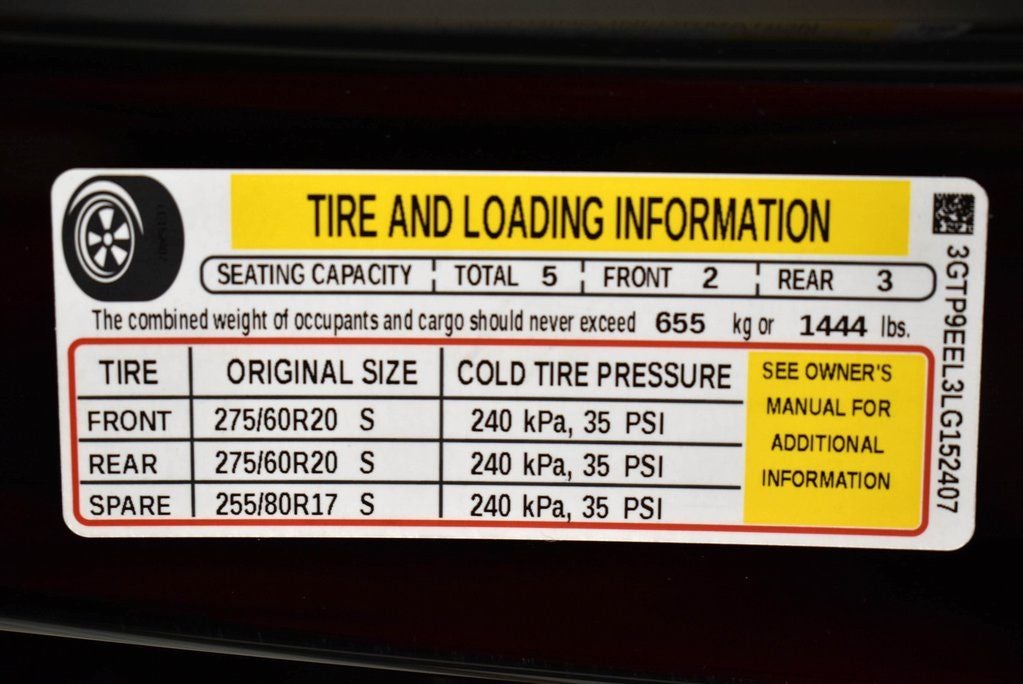 TIRE AND LOADING INFORMATION
SEATING CAPACITY TOTAL 5 FRONT 2 REAR 3
The combined weight of occupants and cargo should never exceed 655 kg or 1444 lbs.
TIRE ORIGINAL SIZE COLD TIRE PRESSURE
FRONT 275/60R20 S 240 kPa, 35 PSI
REAR 275/60R20 S 240 kPa, 35 PSI
SPARE 255/80R17 S 240 kPa, 35 PSI
SEE OWNER'S
MANUAL FOR
ADDITIONAL
INFORMATION
3GTP9EEL3LG152407